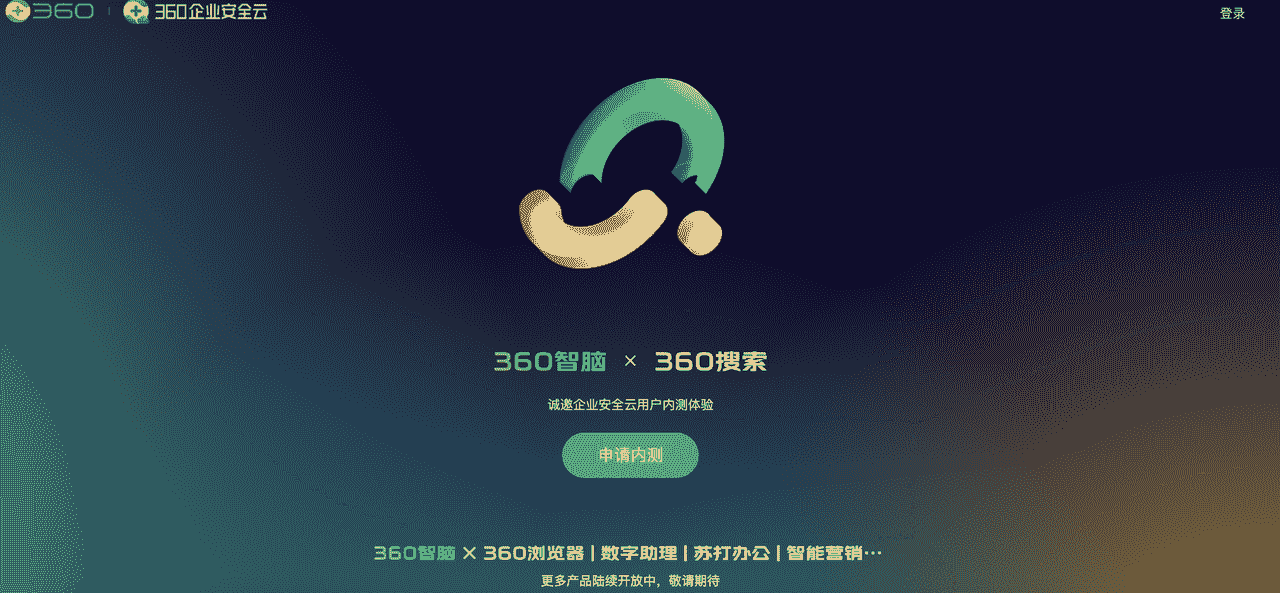 360 | 360企业安全云
登录
360智脑 × 360搜索
诚邀企业安全云用户内测体验
申请内测
360智脑 × 360浏览器 | 数字助理 | 苏打办公 | 智能营销···
更多产品陆续开放中，敬请期待